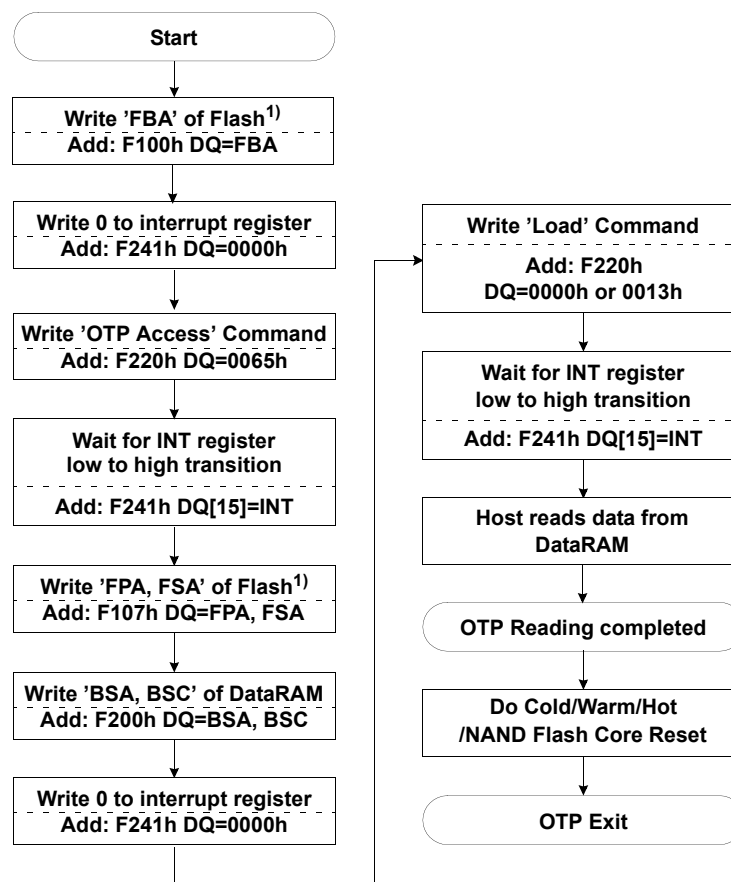 Start
Write ’FBA’ of Flash1)
Add: F100h DQ=FBA
Write 0 to interrupt register
Add: F241h DQ=0000h
Write ’OTP Access’ Command
Add: F220h DQ=0065h
Wait for INT register
low to high transition
Add: F241h DQ[15]=INT
Write ’FPA, FSA’ of Flash1)
Add: F107h DQ=FPA, FSA
Write ’BSA, BSC’ of DataRAM
Add: F200h DQ=BSA, BSC
Write 0 to interrupt register
Add: F241h DQ=0000h
Write ’Load’ Command
Add: F220h
DQ=0000h or 0013h
Wait for INT register
low to high transition
Add: F241h DQ[15]=INT
Host reads data from
DataRAM
OTP Reading completed
Do Cold/Warm/Hot
/NAND Flash Core Reset
OTP Exit